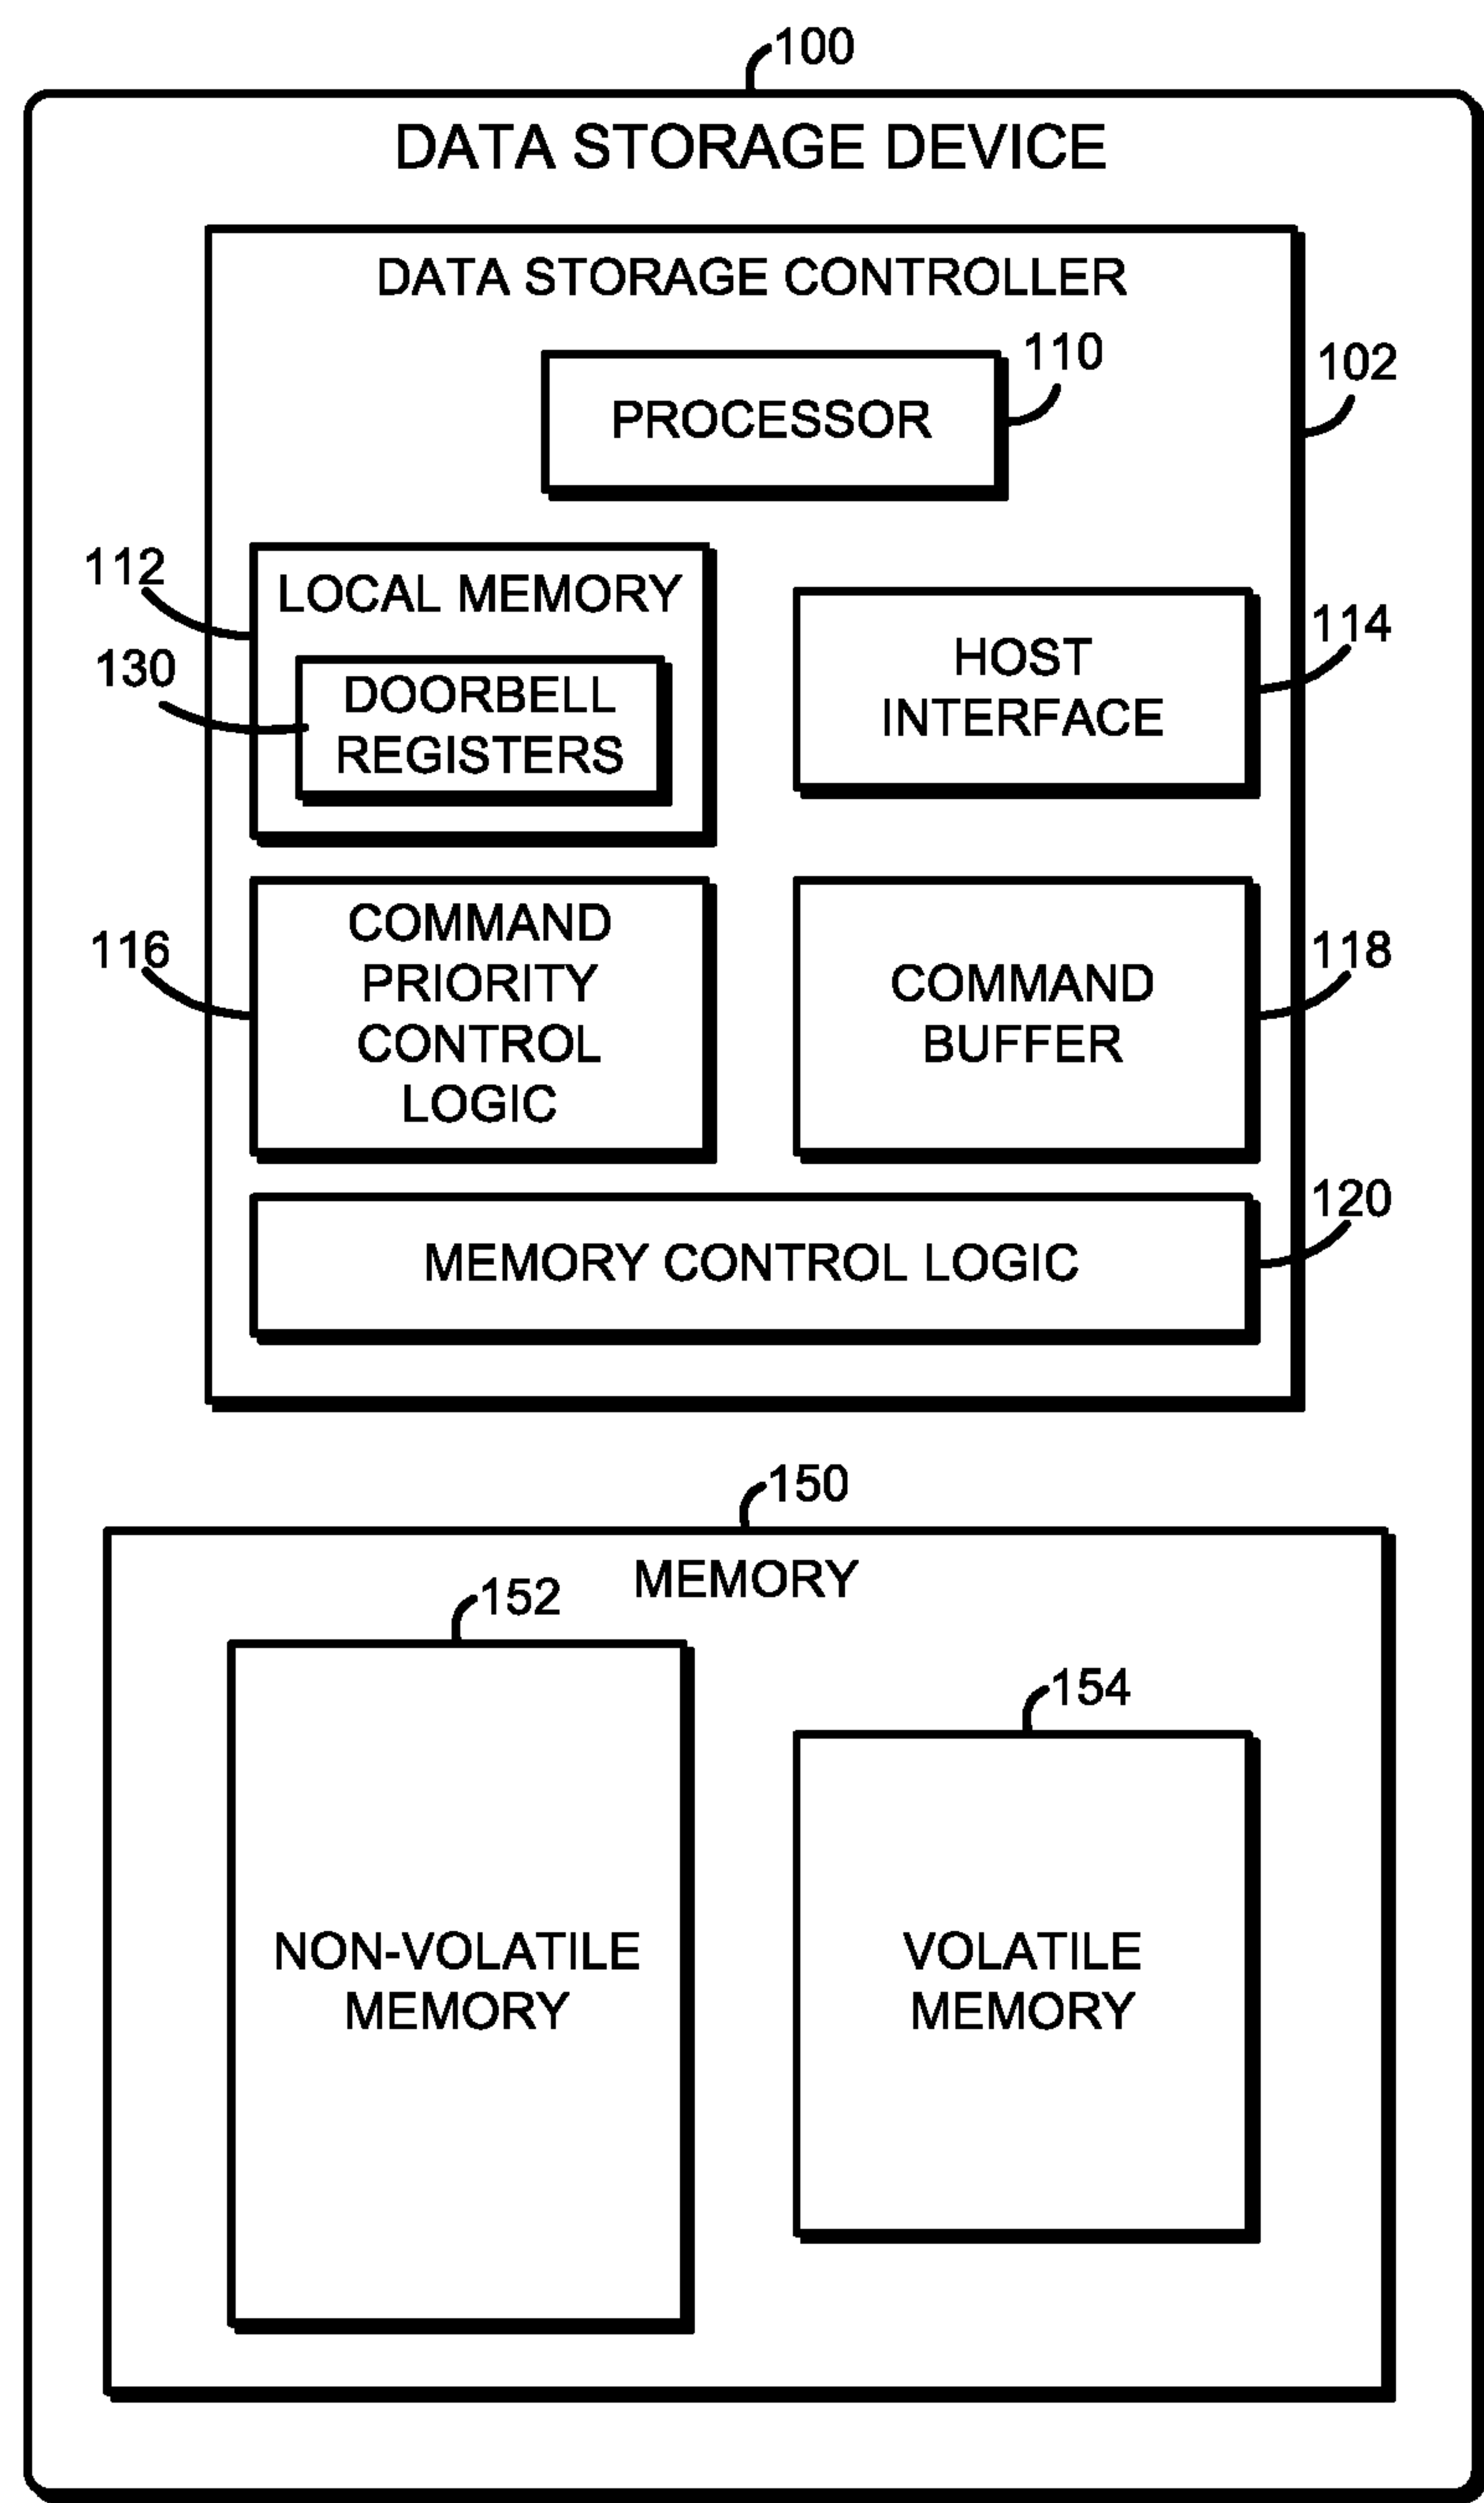 100
DATA STORAGE DEVICE
DATA STORAGE CONTROLLER
110
PROCESSOR
102
112
LOCAL MEMORY
130
DOORBELL
REGISTERS
HOST
INTERFACE
114
116
COMMAND
PRIORITY
CONTROL
LOGIC
COMMAND
BUFFER
118
120
MEMORY CONTROL LOGIC
150
MEMORY
152
NON-VOLATILE
MEMORY
154
VOLATILE
MEMORY